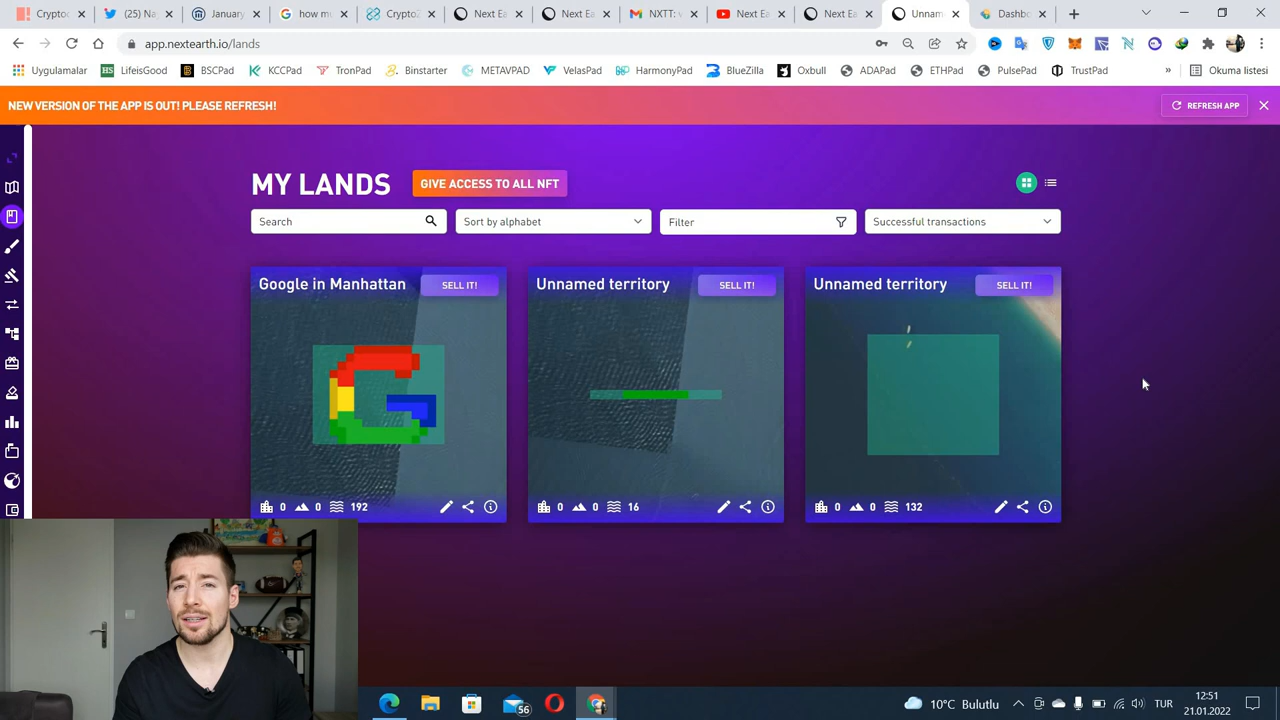 Cryptoc
(25) Na
January
how mu
Crypto
Next Ea
Next Ea
NXTT: v
Next Ea
Next Ea
Unnam
Dashbo
app.nextearth.io/lands
Uygulamalar
HS LifeisGood
BSCPad
KCCPad
TronPad
Binstarter
METAVPAD
VelasPad
HarmonyPad
BlueZilla
Oxbull
ADAPad
ETHPad
PulsePad
TrustPad
»
Okuma listesi
NEW VERSION OF THE APP IS OUT! PLEASE REFRESH!
REFRESH APP
MY LANDS
GIVE ACCESS TO ALL NFT
Search
Sort by alphabet
Filter
Successful transactions
Google in Manhattan
SELL IT!
Unnamed territory
SELL IT!
Unnamed territory
SELL IT!
0 0 192
0 0 16
0 0 132
56
10°C Bulutlu
TUR
12:51
21.01.2022